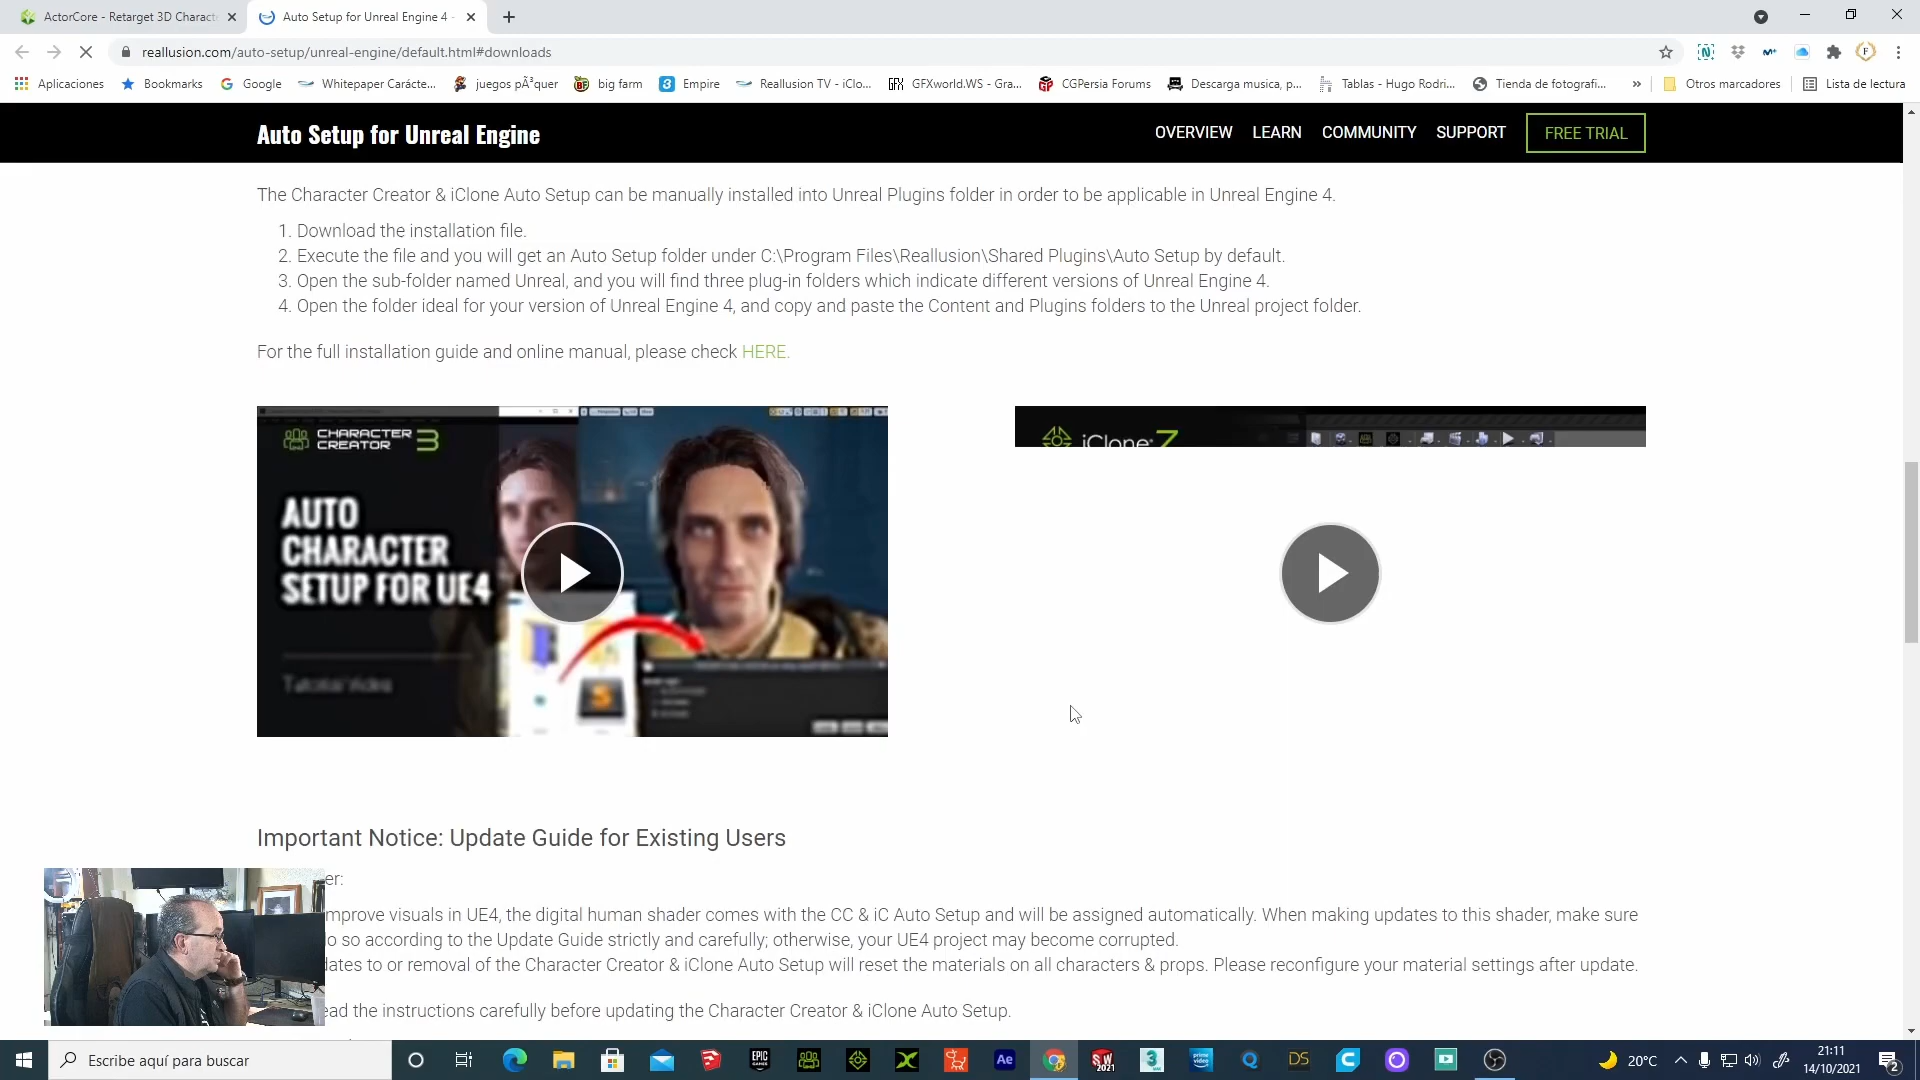 ActorCore - Retarget 3D Charact
Auto Setup for Unreal Engine 4 -
reallusion.com/auto-setup/unreal-engine/default.html#downloads
Aplicaciones
Bookmarks
Google
Whitepaper Carácte...
juegos pÃ³quer
big farm
Empire
Reallusion TV - iClo...
GFXworld.WS - Gra...
CGPersia Forums
Descarga musica, p...
Tablas - Hugo Rodri...
Tienda de fotografi...
»
Otros marcadores
Lista de lectura
Auto Setup for Unreal Engine
OVERVIEW LEARN COMMUNITY SUPPORT FREE TRIAL
The Character Creator & iClone Auto Setup can be manually installed into Unreal Plugins folder in order to be applicable in Unreal Engine 4.
1. Download the installation file.
2. Execute the file and you will get an Auto Setup folder under C:\Program Files\Reallusion\Shared Plugins\Auto Setup by default.
3. Open the sub-folder named Unreal, and you will find three plug-in folders which indicate different versions of Unreal Engine 4.
4. Open the folder ideal for your version of Unreal Engine 4, and copy and paste the Content and Plugins folders to the Unreal project folder.
For the full installation guide and online manual, please check HERE.
CHARACTER
CREATOR 3
AUTO
CHARACTER
SETUP FOR UE4
Tutorial Video
iClone 7
Important Notice: Update Guide for Existing Users
er:
mprove visuals in UE4, the digital human shader comes with the CC & iC Auto Setup and will be assigned automatically. When making updates to this shader, make sure
o so according to the Update Guide strictly and carefully; otherwise, your UE4 project may become corrupted.
dates to or removal of the Character Creator & iClone Auto Setup will reset the materials on all characters & props. Please reconfigure your material settings after update.
ead the instructions carefully before updating the Character Creator & iClone Auto Setup.
Escribe aquí para buscar
EPIC
GAMES
Ae
SW
2021
3
prime
video
DS
20°C
21:11
14/10/2021
2